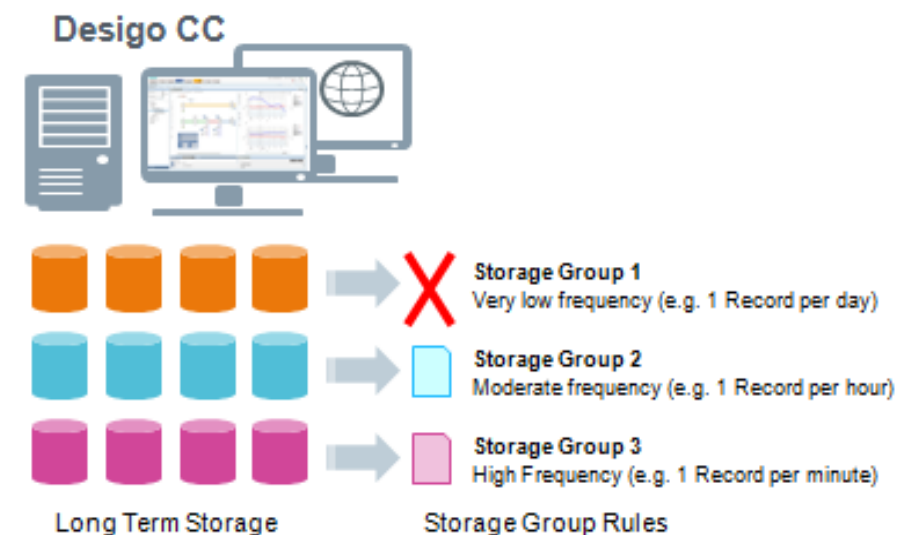 Desigo CC
Storage Group 1
Very low frequency (e.g. 1 Record per day)
Storage Group 2
Moderate frequency (e.g. 1 Record per hour)
Storage Group 3
High Frequency (e.g. 1 Record per minute)
Long Term Storage
Storage Group Rules